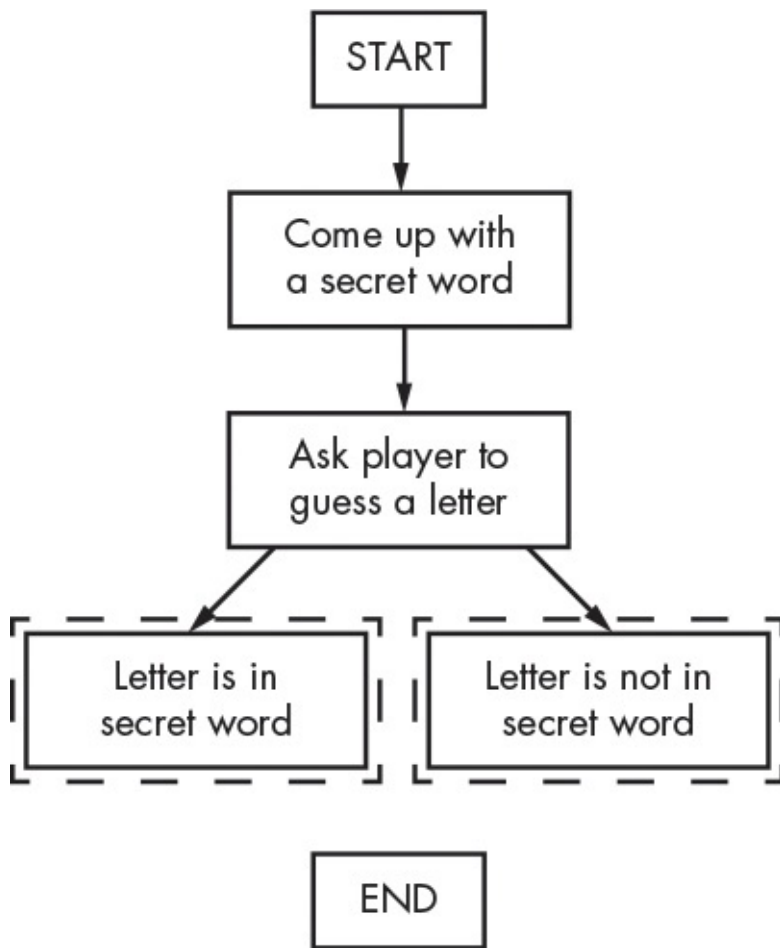 START
Come up with
a secret word
Ask player to
guess a letter
Letter is in
secret word
Letter is not in
secret word
END